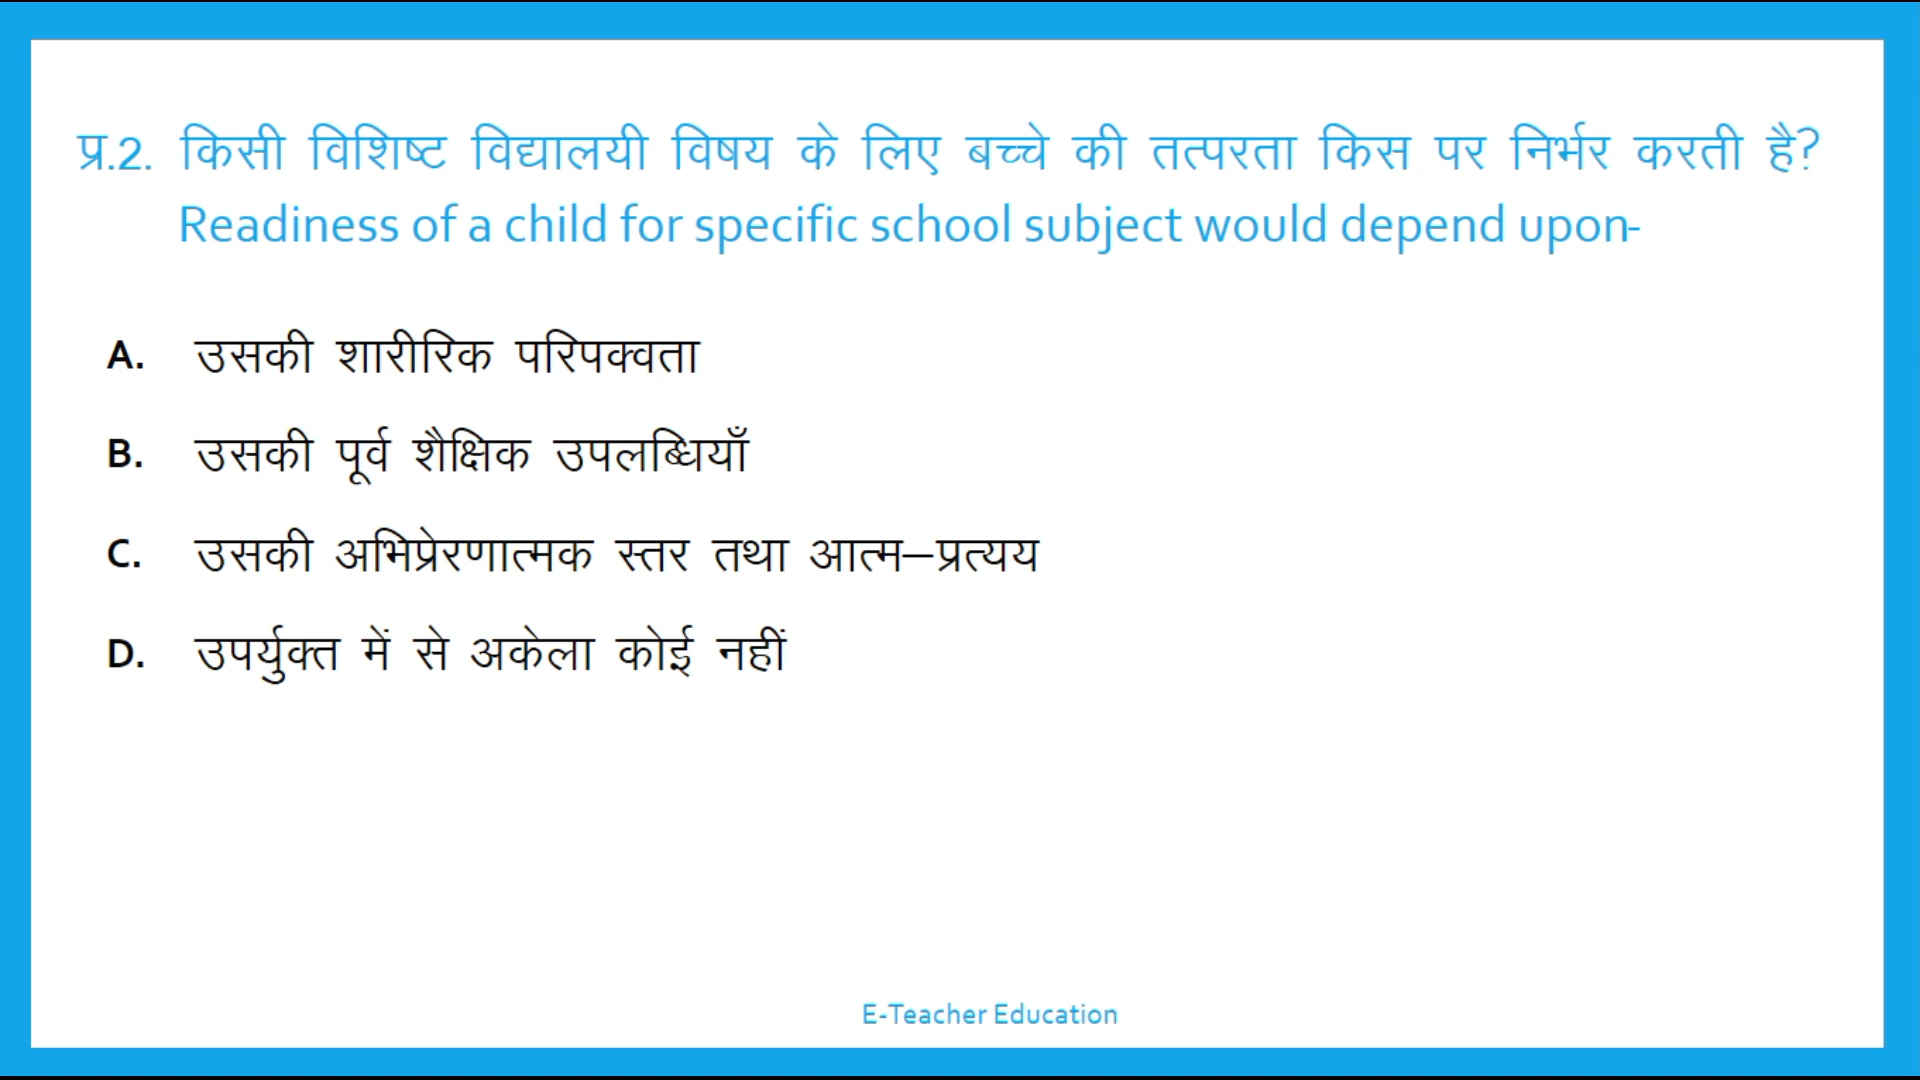 प्र.2. किसी विशिष्ट विद्यालयी विषय के लिए बच्चे की तत्परता किस पर निर्भर करती है?
Readiness of a child for specific school subject would depend upon-
A. उसकी शारीरिक परिपक्वता
B. उसकी पूर्व शैक्षिक उपलब्धियाँ
C. उसकी अभिप्रेरणात्मक स्तर तथा आत्म–प्रत्यय
D. उपर्युक्त में से अकेला कोई नहीं
E-Teacher Education